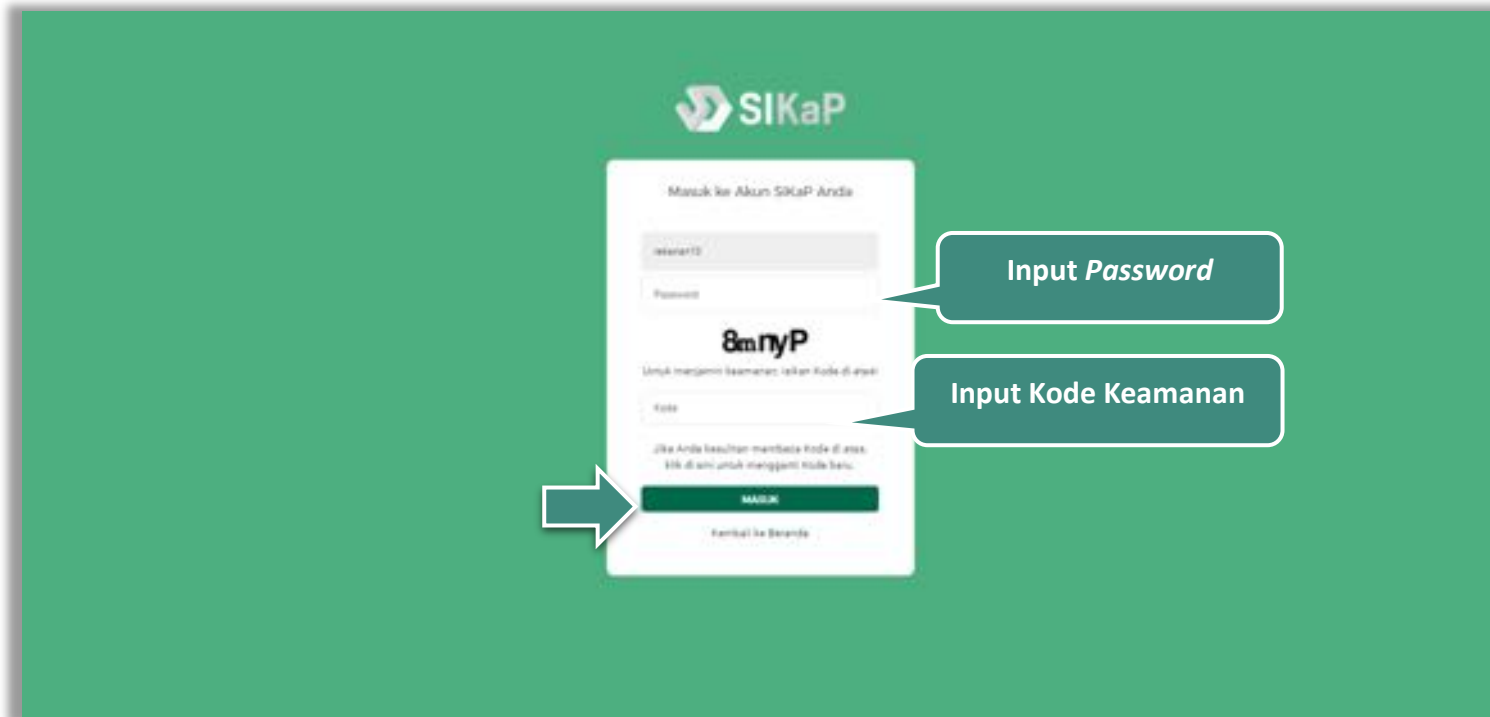 SIKaP
Masuk ke Akun SIKaP Anda
rekanan13
Password
Input Password
8mnyP
Untuk menjamin keamanan, isikan Kode di atas!
Input Kode Keamanan
Kode
Jika Anda kesulitan membaca Kode di atas,
klik di sini untuk mengganti Kode baru.
MASUK
Kembali ke Beranda